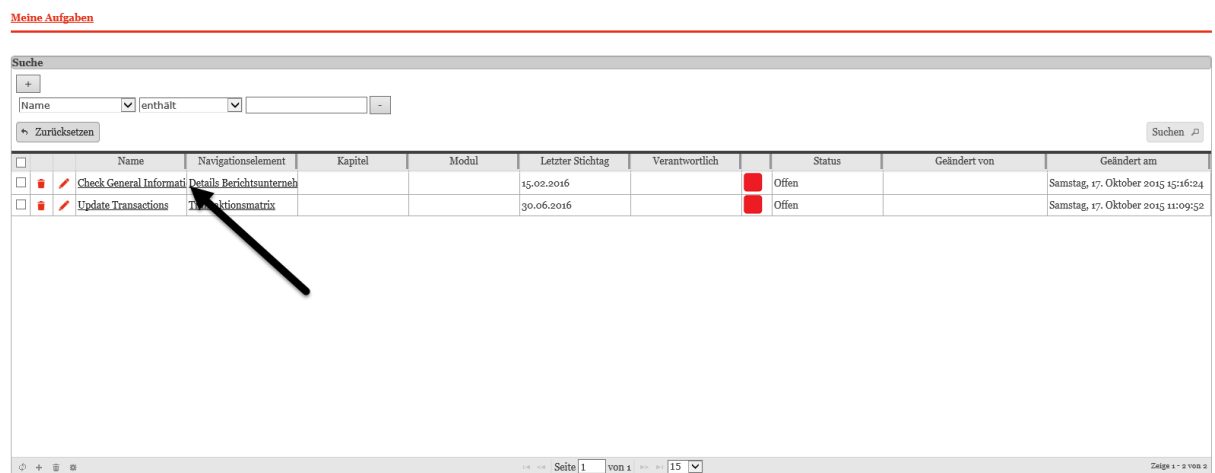 Meine Aufgaben
Suche
+
Name enthält -
Zurücksetzen Suchen
Name Navigationselement Kapitel Modul Letzter Stichtag Verantwortlich Status Geändert von Geändert am
Check General Informati Details Berichtsunterneh 15.02.2016 Offen Samstag, 17. Oktober 2015 15:16:24
Update Transactions 30.06.2016 Offen Samstag, 17. Oktober 2015 11:09:52
Seite 1 von 1 15 Zeige 1 - 2 von 2